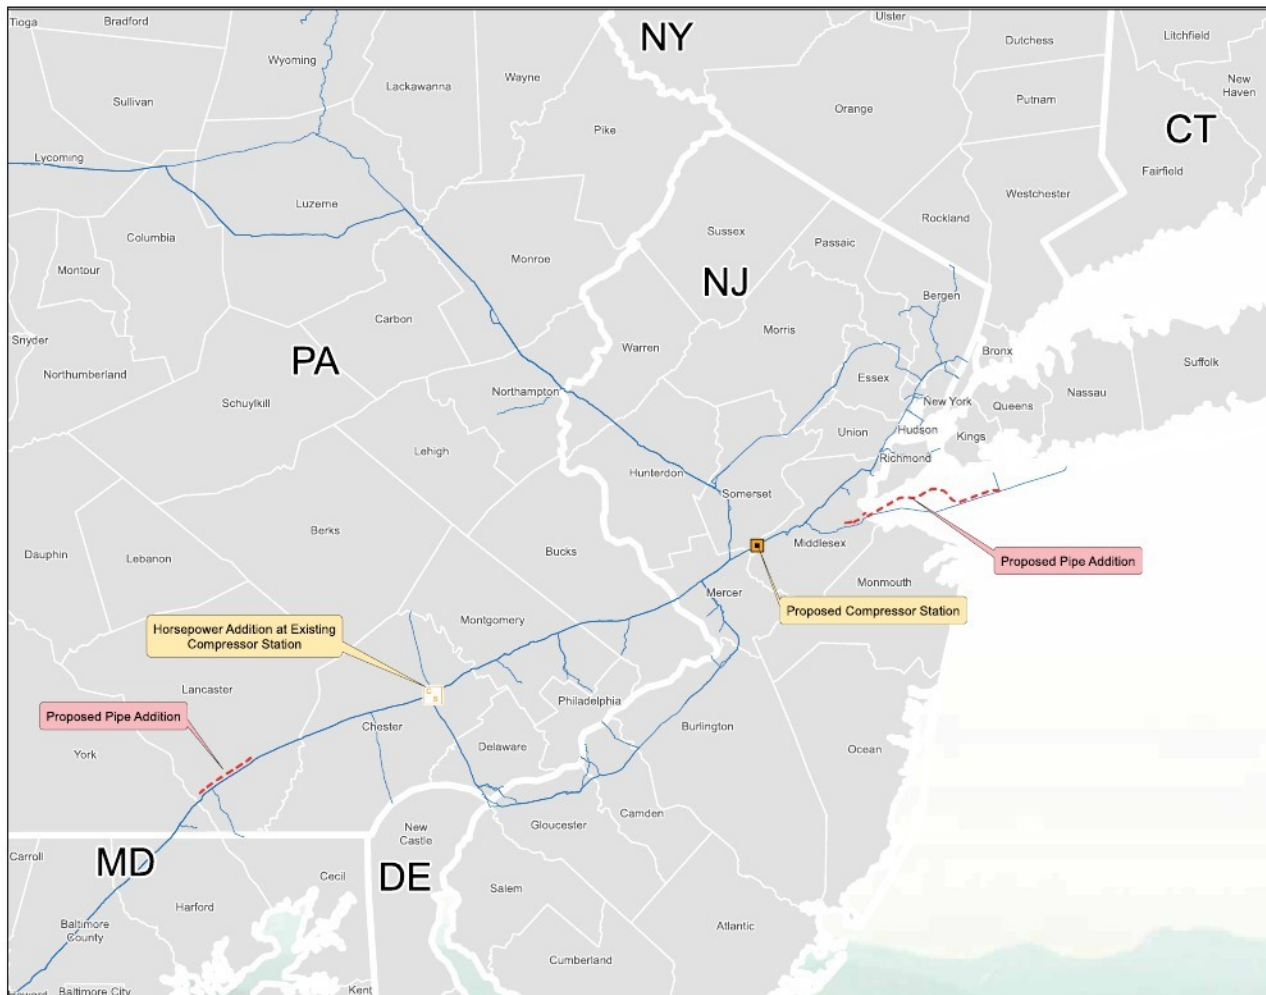 Tioga
Bradford
NY
Ulster
Dutchess
Litchfield
Wyoming
Wayne
Lackawanna
New
Haven
Sullivan
Orange
Putnam
Pike
CT
Lycoming
Fairfield
Westchester
Luzerne
Rockland
Columbia
Sussex
Passaic
Montour
Monroe
NJ
Bergen
Carbon
Morris
Snyder
Warren
Bronx
PA
Suffolk
Northumberland
Essex
Northampton
Nassau
Schuylkill
New York
Queens
Union
Hudson
Kings
Lehigh
Richmond
Hunterdon
Somerset
Berks
Dauphin
Lebanon
Bucks
Middlesex
Proposed Pipe Addition
Monmouth
Mercer
Proposed Compressor Station
Montgomery
Horsepower Addition at Existing
Compressor Station
Lancaster
C
S
Philadelphia
Proposed Pipe Addition
Chester
Burlington
York
Delaware
Ocean
Camden
New
Castle
Gloucester
Carroll
MD
Cecil
DE
Salem
Harford
Baltimore
County
Atlantic
Cumberland
Howard
Baltimore City
Kent